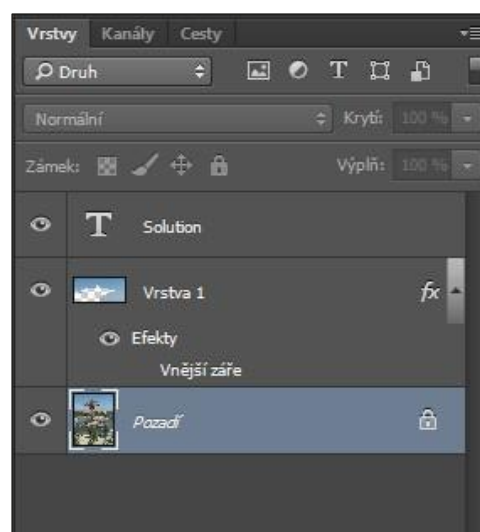 Vrstvy Kanály Cesty
Druh
Normální Krytí: 100 %
Zámek: Výplň: 100 %
T Solution
Vrstva 1 fx
Efekty
Vnější záře
Pozadí